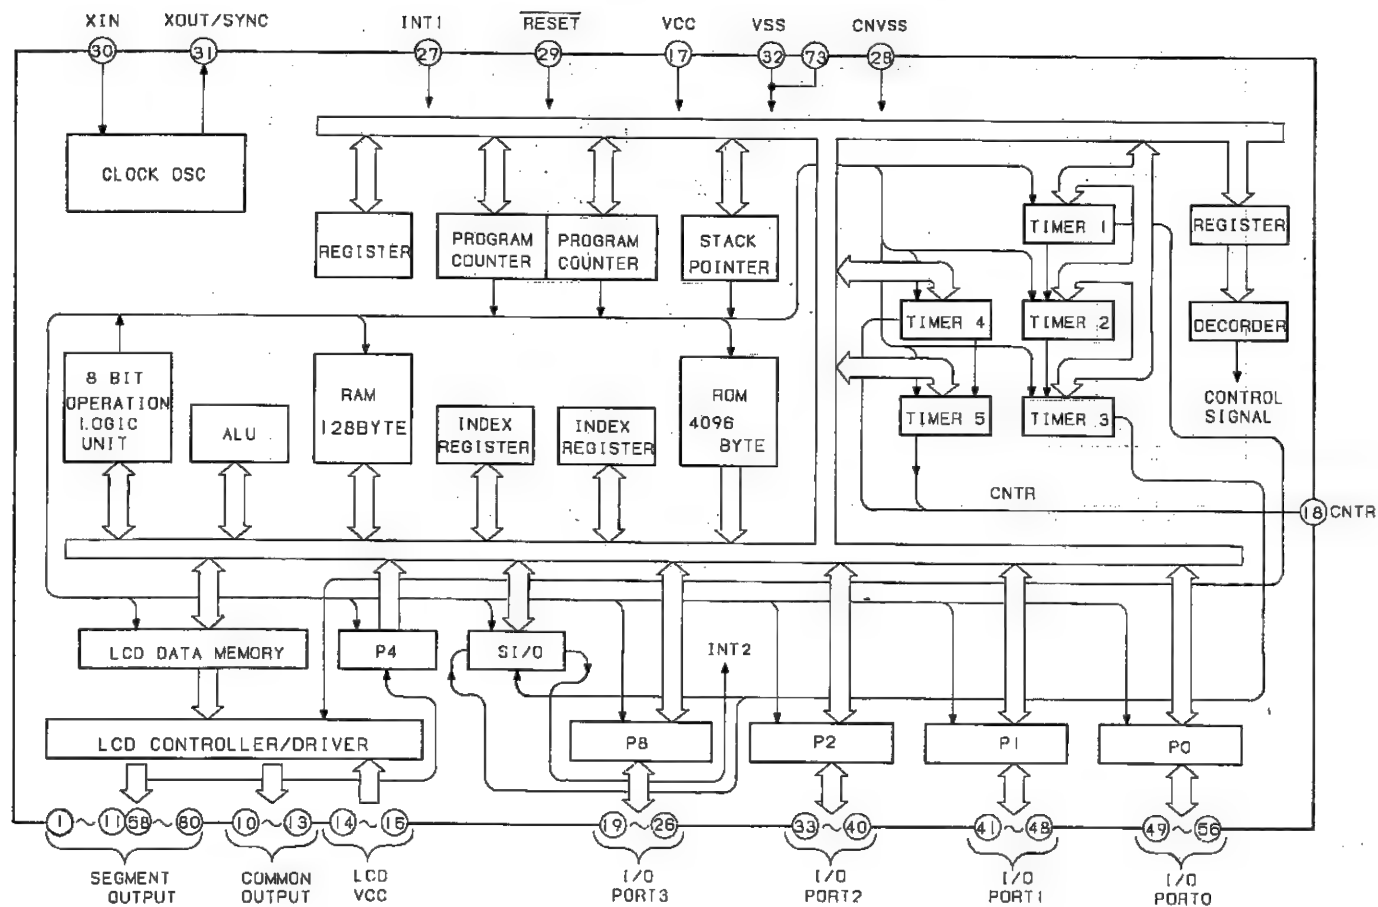 XIN XOUT/SYNC INT1 RESET VCC VSS CNVSS
30 31 27 29 17 32 73 28
CLOCK OSC
REGISTER
PROGRAM COUNTER
PROGRAM COUNTER
STACK POINTER
TIMER 1
REGISTER
TIMER 4
TIMER 2
DECORDER
8 BIT
OPERATION
LOGIC
UNIT
ALU
RAM
128BYTE
INDEX
REGISTER
INDEX
REGISTER
ROM
4096
BYTE
TIMER 5
TIMER 3
CONTROL
SIGNAL
CNTR
18 CNTR
LCD DATA MEMORY
P4
SI/O
INT2
LCD CONTROLLER/DRIVER
P8
P2
P1
P0
1 ~ 11 58 ~ 80
10 ~ 13
14 ~ 16
19 ~ 26
33 ~ 40
41 ~ 48
49 ~ 56
SEGMENT
OUTPUT
COMMON
OUTPUT
LCD
VCC
I/O
PORT3
I/O
PORT2
I/O
PORT1
I/O
PORT0